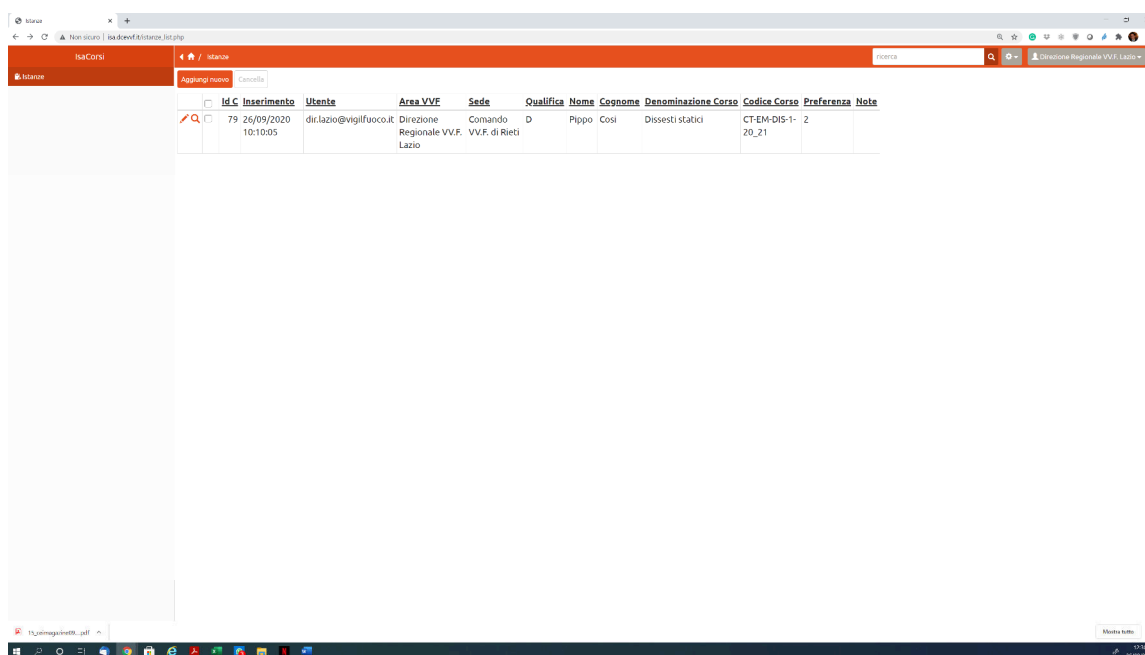 Istanze
Non sicuro | isa.dcevvf.it/istanze_list.php
IsaCorsi
/ Istanze
ricerca
Direzione Regionale VV.F. Lazio
Istanze
Aggiungi nuovo Cancella
Id C Inserimento Utente Area VVF Sede Qualifica Nome Cognome Denominazione Corso Codice Corso Preferenza Note
79 26/09/2020 dir.lazio@vigilfuoco.it Direzione Comando D Pippo Cosi Dissesti statici CT-EM-DIS-1- 2
10:10:05 Regionale VV.F. VV.F. di Rieti 20_21
Lazio
Mostra tutto